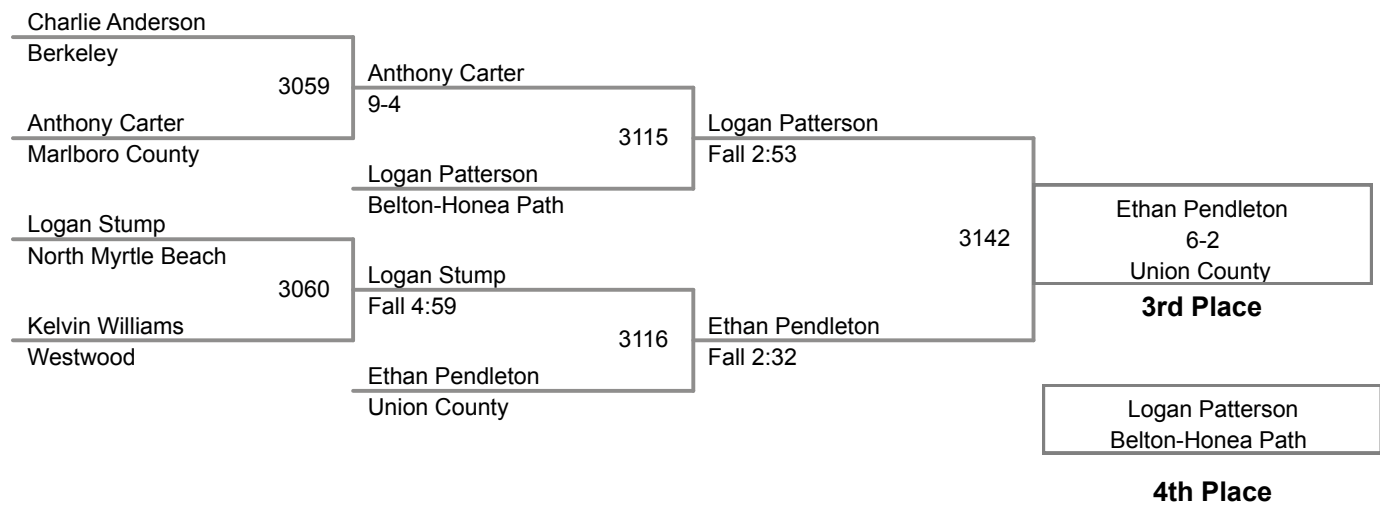 Charlie Anderson
Berkeley
3059
Anthony Carter
Marlboro County
Logan Stump
North Myrtle Beach
3060
Kelvin Williams
Westwood
Anthony Carter
9-4
3115
Logan Patterson
Belton-Honea Path
Logan Stump
Fall 4:59
3116
Ethan Pendleton
Union County
Logan Patterson
Fall 2:53
3142
Ethan Pendleton
Fall 2:32
Ethan Pendleton
6-2
Union County
3rd Place
Logan Patterson
Belton-Honea Path
4th Place